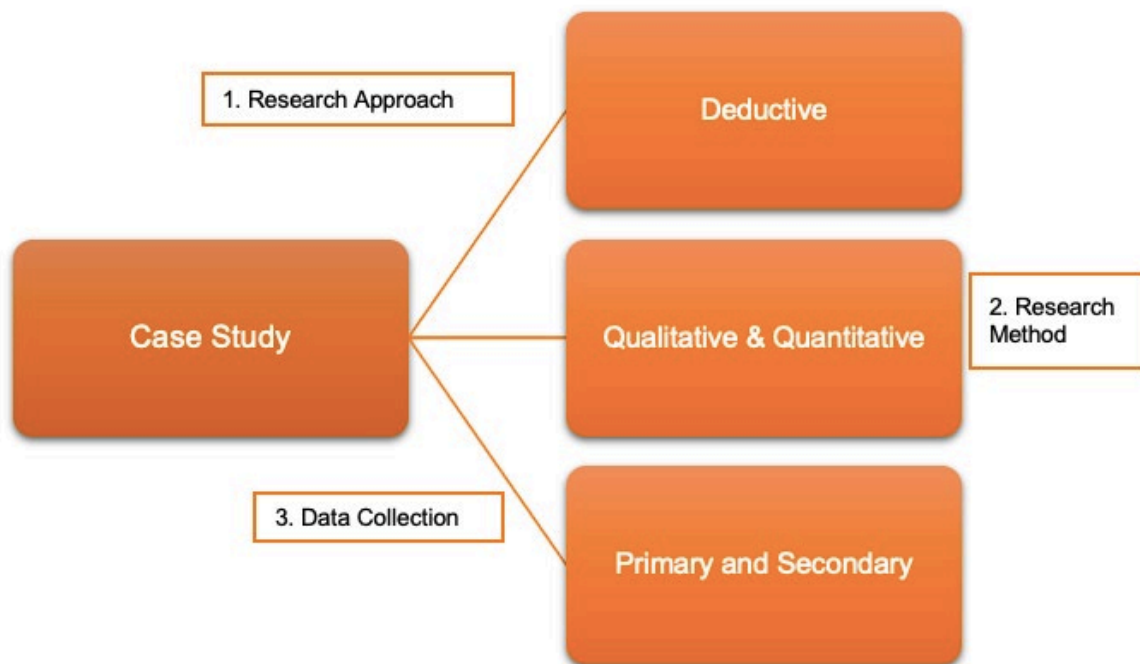 1. Research Approach
Deductive
Case Study
Qualitative & Quantitative
2. Research
Method
3. Data Collection
Primary and Secondary